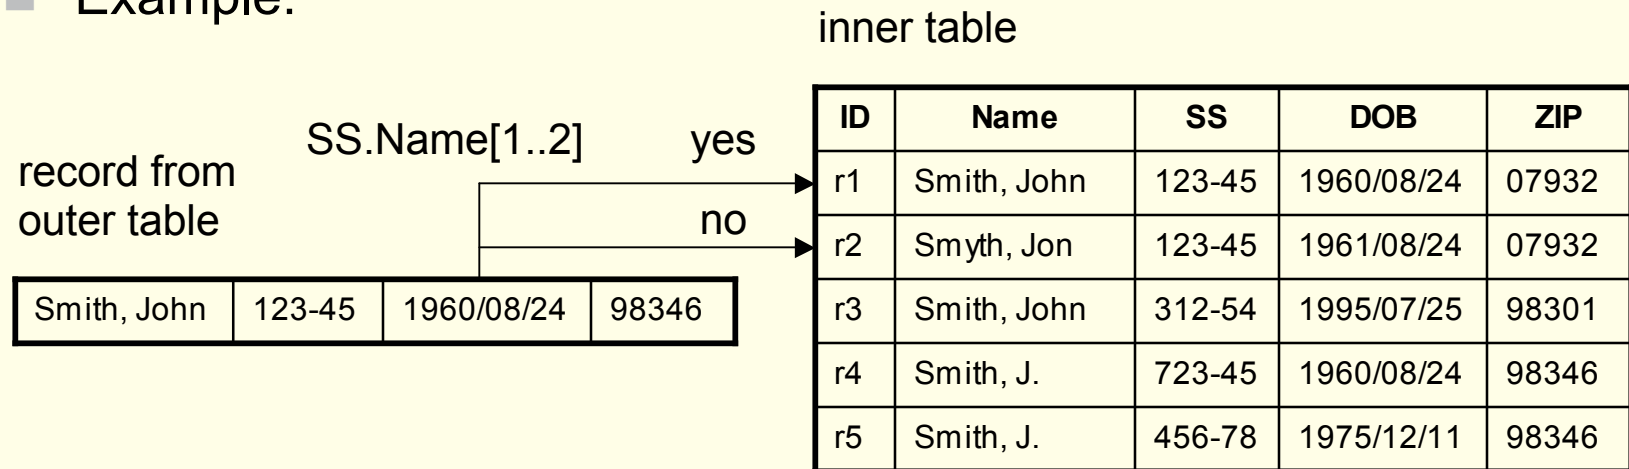 Example:
inner table
SS.Name[1..2] yes
no
record from
outer table
Smith, John 123-45 1960/08/24 98346
ID Name SS DOB ZIP
r1 Smith, John 123-45 1960/08/24 07932
r2 Smyth, Jon 123-45 1961/08/24 07932
r3 Smith, John 312-54 1995/07/25 98301
r4 Smith, J. 723-45 1960/08/24 98346
r5 Smith, J. 456-78 1975/12/11 98346